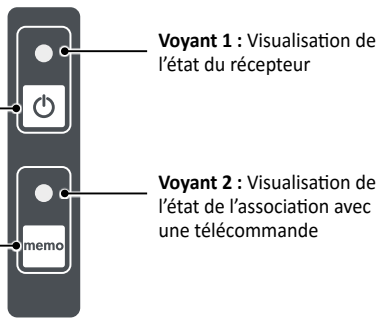 Voyant 1 : Visualisation de
l’état du récepteur
Voyant 2 : Visualisation de
l’état de l’association avec
une télécommande
memo